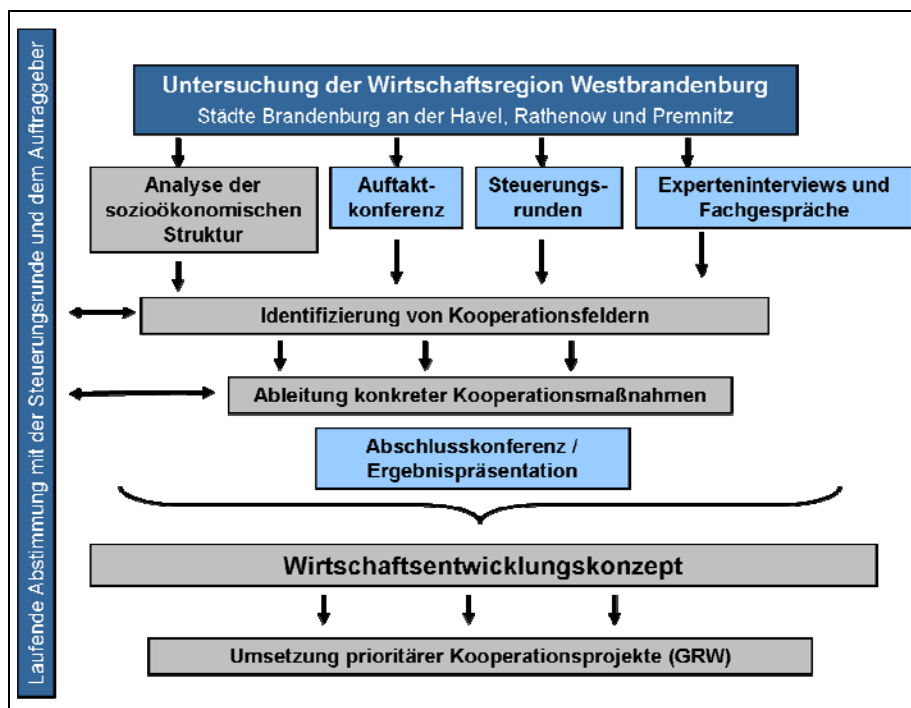 Laufende Abstimmung mit der Steuerungsrunde und dem Auftraggeber
Untersuchung der Wirtschaftsregion Westbrandenburg
Städte Brandenburg an der Havel, Rathenow und Premnitz
Analyse der
sozioökonomischen
Struktur
Auftakt-
konferenz
Steuerungs-
runden
Experteninterviews und
Fachgespräche
Identifizierung von Kooperationsfeldern
Ableitung konkreter Kooperationsmaßnahmen
Abschlusskonferenz /
Ergebnispräsentation
Wirtschaftsentwicklungskonzept
Umsetzung prioritärer Kooperationsprojekte (GRW)